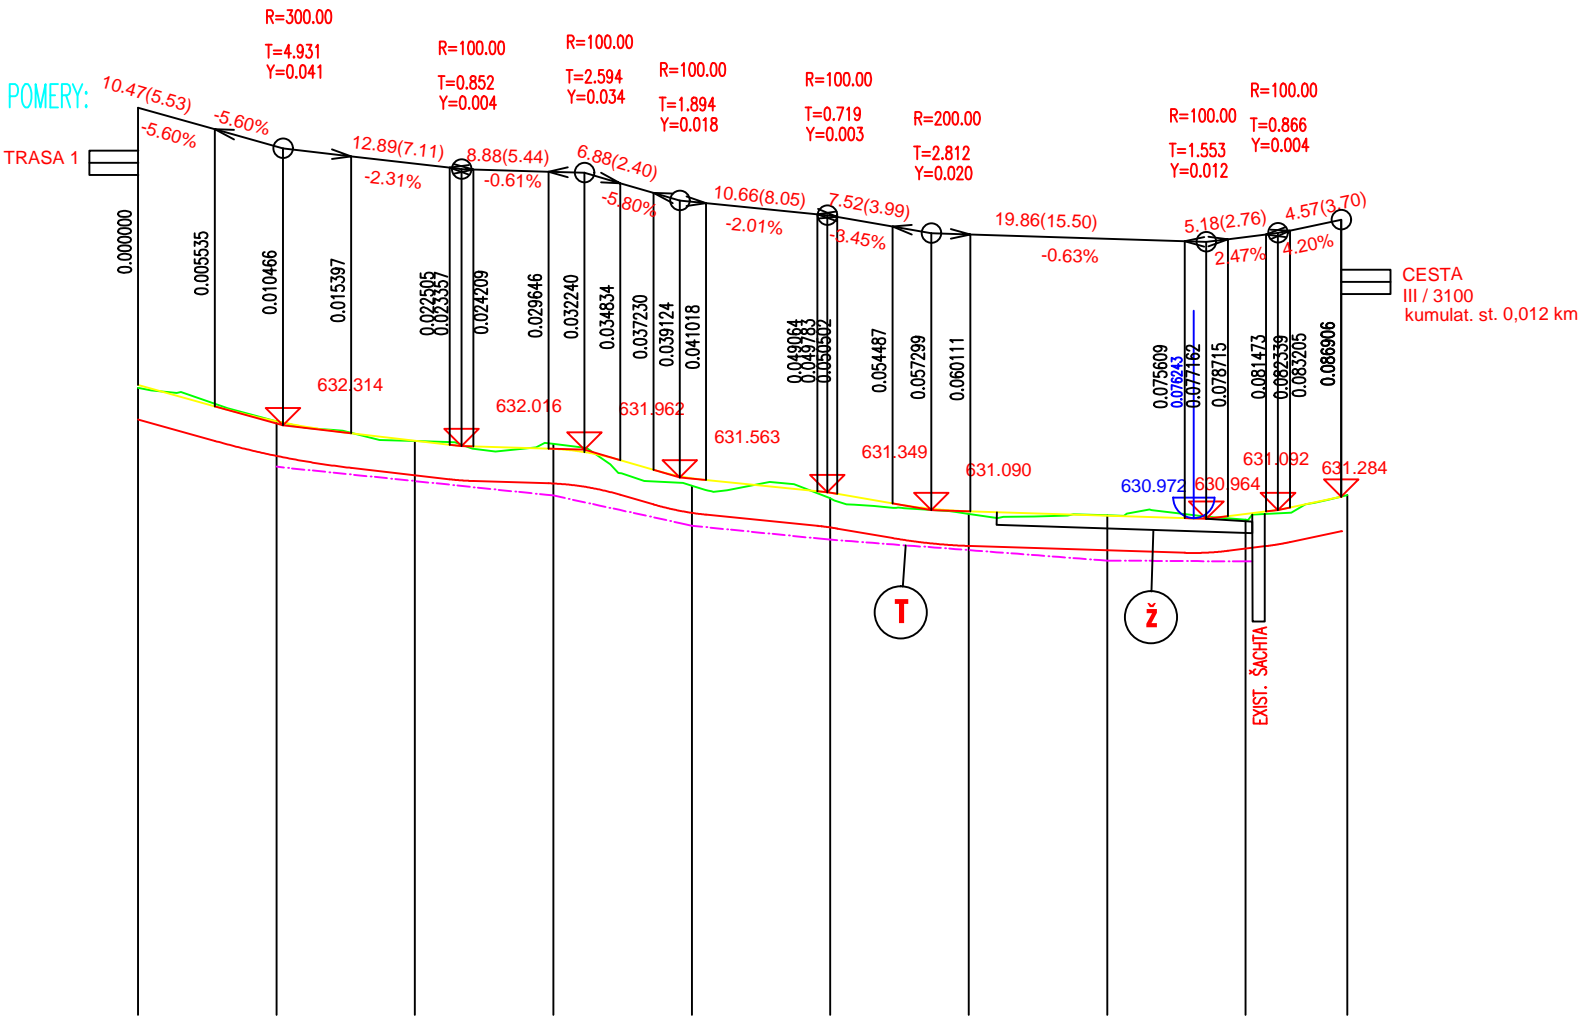 R=300.00
T=4.931
Y=0.041
R=100.00
T=0.852
Y=0.004
R=100.00
T=2.594
Y=0.034
R=100.00
T=1.894
Y=0.018
R=100.00
T=0.719
Y=0.003
R=200.00
T=2.812
Y=0.020
R=100.00
T=1.553
Y=0.012
R=100.00
T=0.866
Y=0.004
POMERY:
10.47(5.53)
-5.60%
-5.60%
12.89(7.11)
-2.31%
8.88(5.44)
-0.61%
6.88(2.40)
-5.80%
10.66(8.05)
-2.01%
7.52(3.99)
-3.45%
19.86(15.50)
-0.63%
5.18(2.76)
2.47%
4.57(3.70)
4.20%
TRASA 1
CESTA
III / 3100
kumulat. st. 0,012 km
0.000000
0.005535
0.010466
0.015397
0.022505
0.023357
0.024209
0.029646
0.032240
0.034834
0.037230
0.039124
0.041018
0.049064
0.049783
0.050502
0.054487
0.057299
0.060111
0.075609
0.076243
0.077162
0.078715
0.081473
0.082339
0.083205
0.086906
632.314
632.016
631.962
631.563
631.349
631.090
630.972
630.964
631.092
631.284
T
Ž
EXIST. ŠACHTA